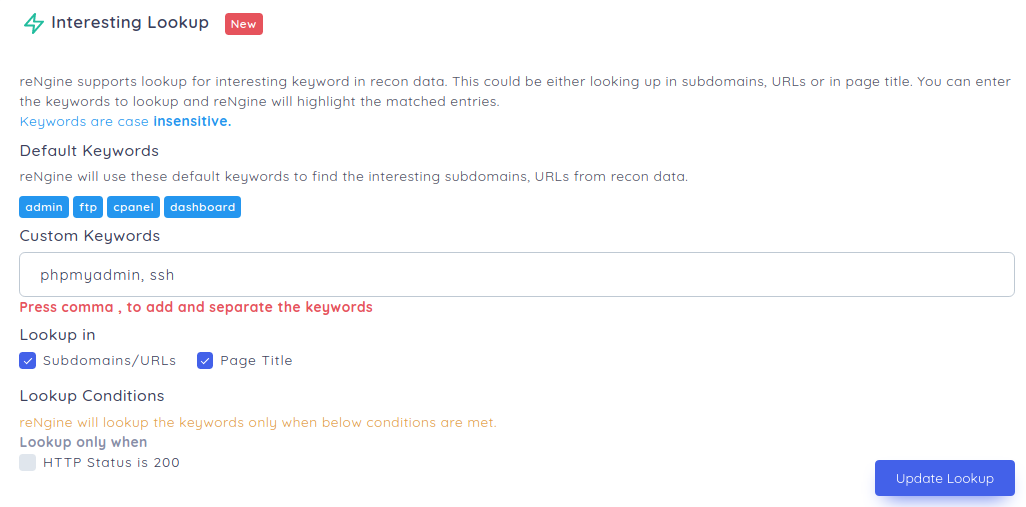 Interesting Lookup New
reNgine supports lookup for interesting keyword in recon data. This could be either looking up in subdomains, URLs or in page title. You can enter
the keywords to lookup and reNgine will highlight the matched entries.
Keywords are case insensitive.
Default Keywords
reNgine will use these default keywords to find the interesting subdomains, URLs from recon data.
admin ftp cpanel dashboard
Custom Keywords
phpmyadmin, ssh
Press comma , to add and separate the keywords
Lookup in
Subdomains/URLs Page Title
Lookup Conditions
reNgine will lookup the keywords only when below conditions are met.
Lookup only when
HTTP Status is 200
Update Lookup